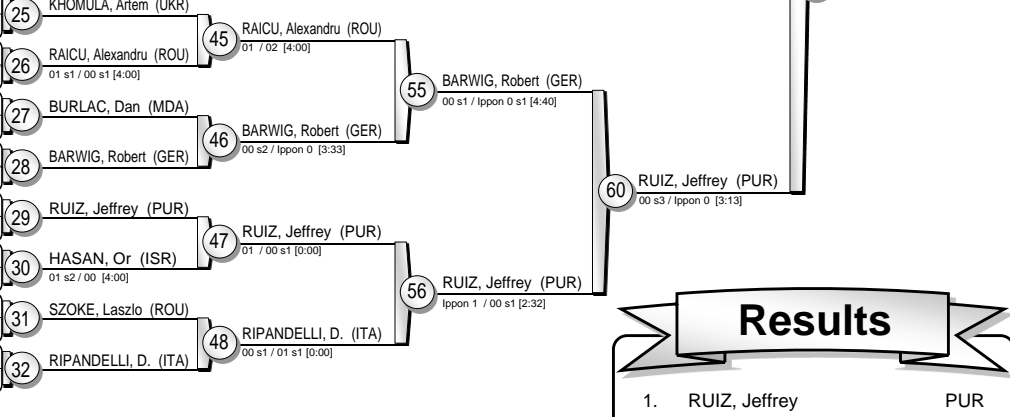 25
KHOMULA, Artem (UKR)
26
RAICU, Alexandru (ROU)
01 s1 / 00 s1 [4:00]
27
BURLAC, Dan (MDA)
28
BARWIG, Robert (GER)
29
RUIZ, Jeffrey (PUR)
30
HASAN, Or (ISR)
01 s2 / 00 [4:00]
31
SZOKE, Laszlo (ROU)
32
RIPANDELLI, D. (ITA)
45
RAICU, Alexandru (ROU)
01 / 02 [4:00]
46
BARWIG, Robert (GER)
00 s2 / Ippon 0 [3:33]
47
RUIZ, Jeffrey (PUR)
01 / 00 s1 [0:00]
48
RIPANDELLI, D. (ITA)
00 s1 / 01 s1 [0:00]
55
BARWIG, Robert (GER)
00 s1 / Ippon 0 s1 [4:40]
56
RUIZ, Jeffrey (PUR)
Ippon 1 / 00 s1 [2:32]
60
RUIZ, Jeffrey (PUR)
00 s3 / Ippon 0 [3:13]
Results
1. RUIZ, Jeffrey PUR